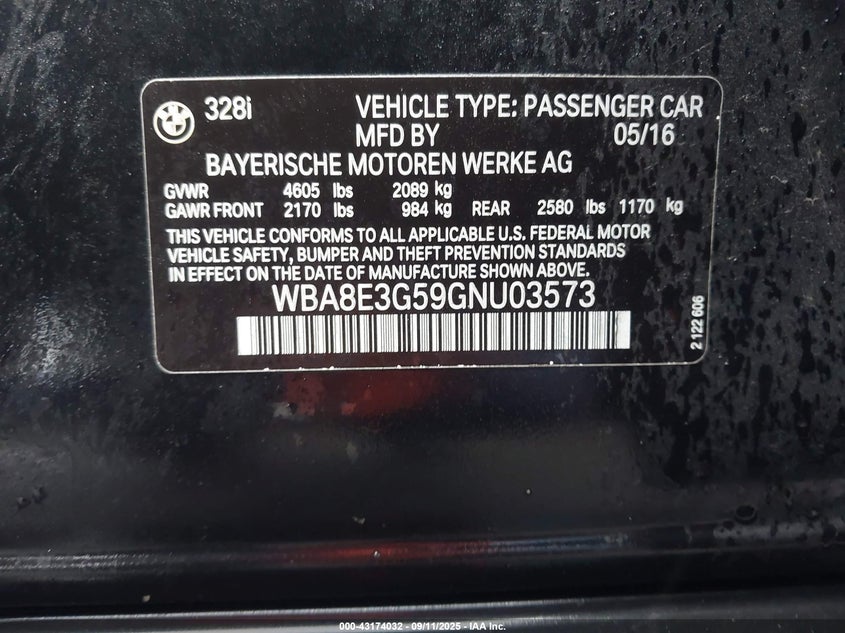 328i VEHICLE TYPE: PASSENGER CAR
MFD BY 05/16
BAYERISCHE MOTOREN WERKE AG
GVWR 4605 lbs 2089 kg
GAWR FRONT 2170 lbs 984 kg REAR 2580 lbs 1170 kg
THIS VEHICLE CONFORMS TO ALL APPLICABLE U.S. FEDERAL MOTOR
VEHICLE SAFETY, BUMPER AND THEFT PREVENTION STANDARDS
IN EFFECT ON THE DATE OF MANUFACTURE SHOWN ABOVE.
WBA8E3G59GNU03573
2 122 606
000-43174032 - 09/11/2025 - IAA Inc.